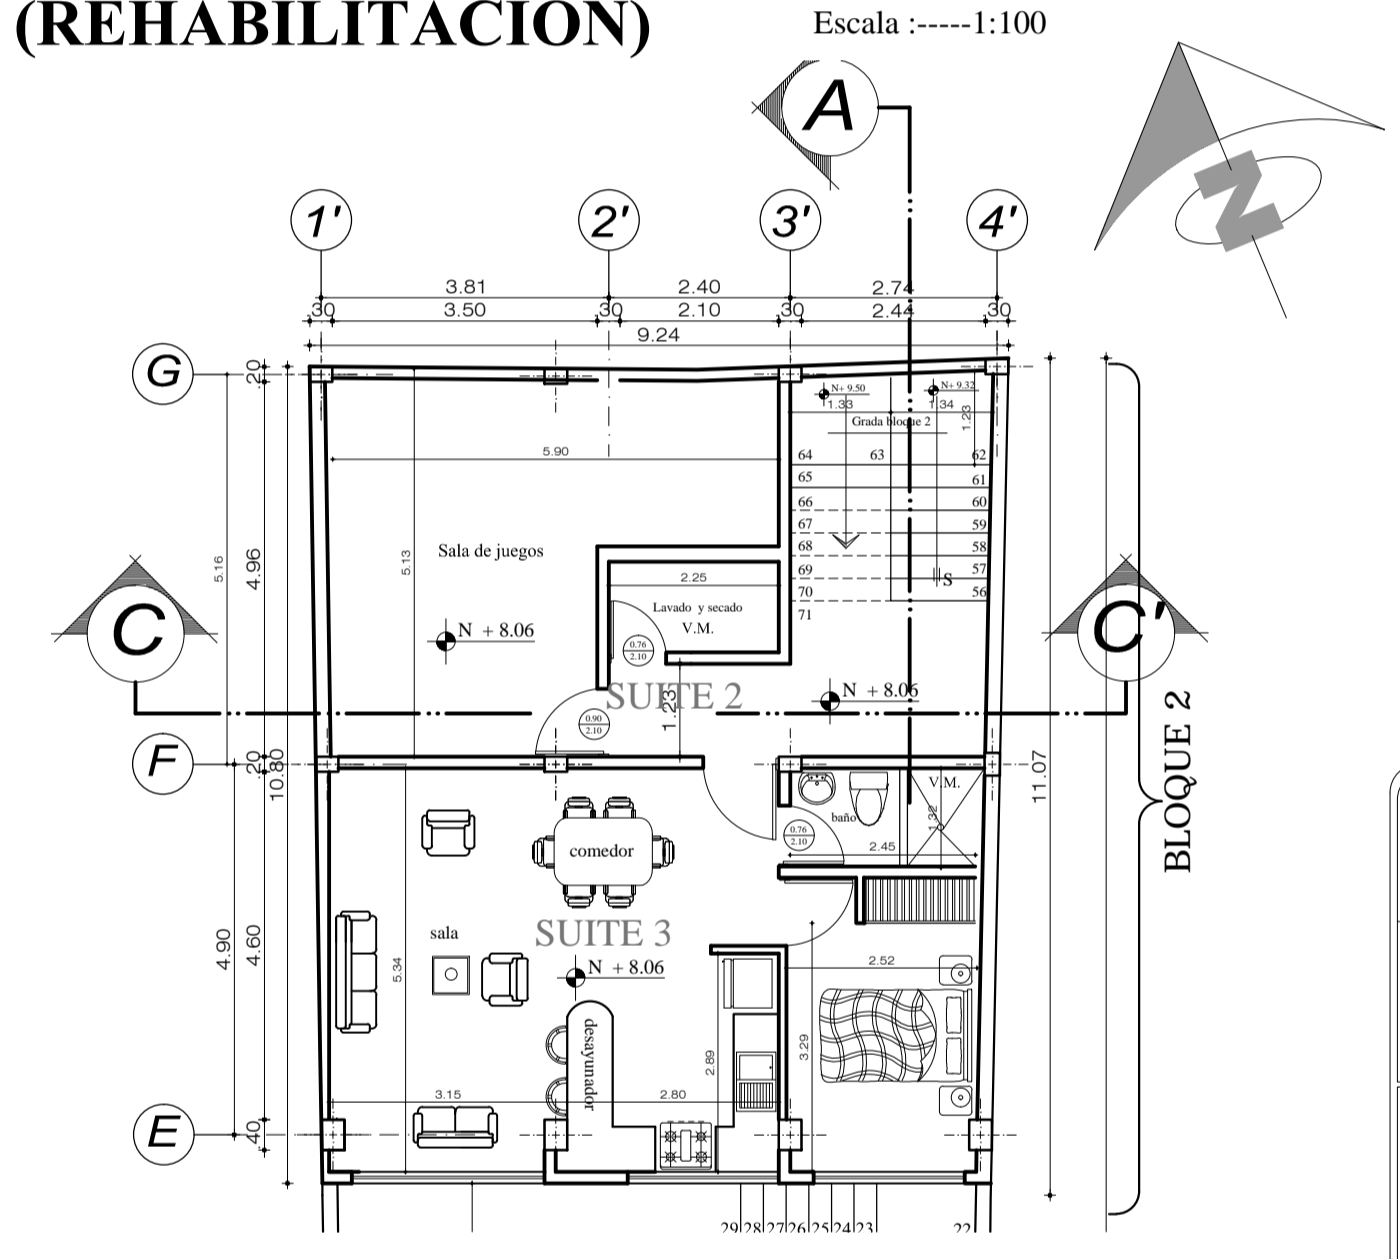 (REHABILITACION)
Escala :-----1:100
A
N
1' 2' 3' 4'
3.81 2.40 2.74
.30 3.50 .30 2.10 .30 2.44 .30
9.24
G
.20
N+ 9.50 N+ 9.32
1.33 1.34
1.23
Grada bloque 2
5.90
64 63 62
65 61
66 60
67 59
68 58
69 57
70 56
71
S
5.16
4.96
5.13
Sala de juegos
2.25
Lavado y secado
V.M.
0.76
2.10
N + 8.06
C
C'
SUITE 2
1.23
N + 8.06
0.90
2.10
BLOQUE 2
F
.20
10.80
11.07
V.M.
baño
1.32
0.76
2.10
2.45
comedor
sala
SUITE 3
4.90
4.60
5.34
N + 8.06
2.52
desayunador
2.89
3.29
3.15 2.80
E
.40
29 28 27 26 25 24 23 22